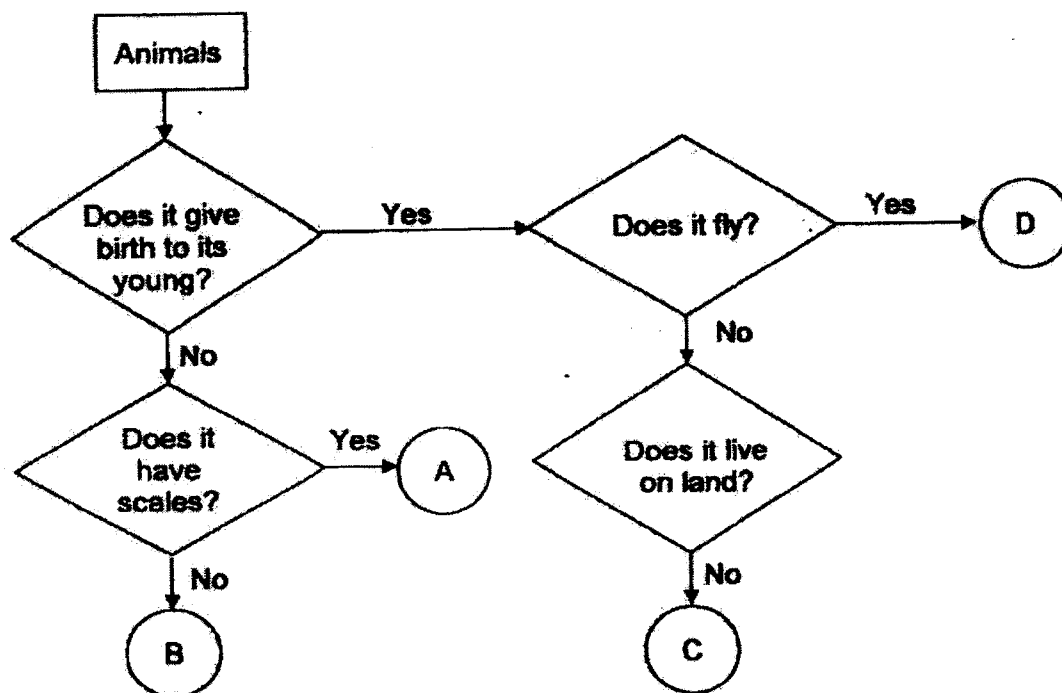 Animals
Does it give
birth to its
young?
Yes
Does it fly?
Yes
D
No
No
Does it
have
scales?
Yes
A
Does it live
on land?
No
B
No
C